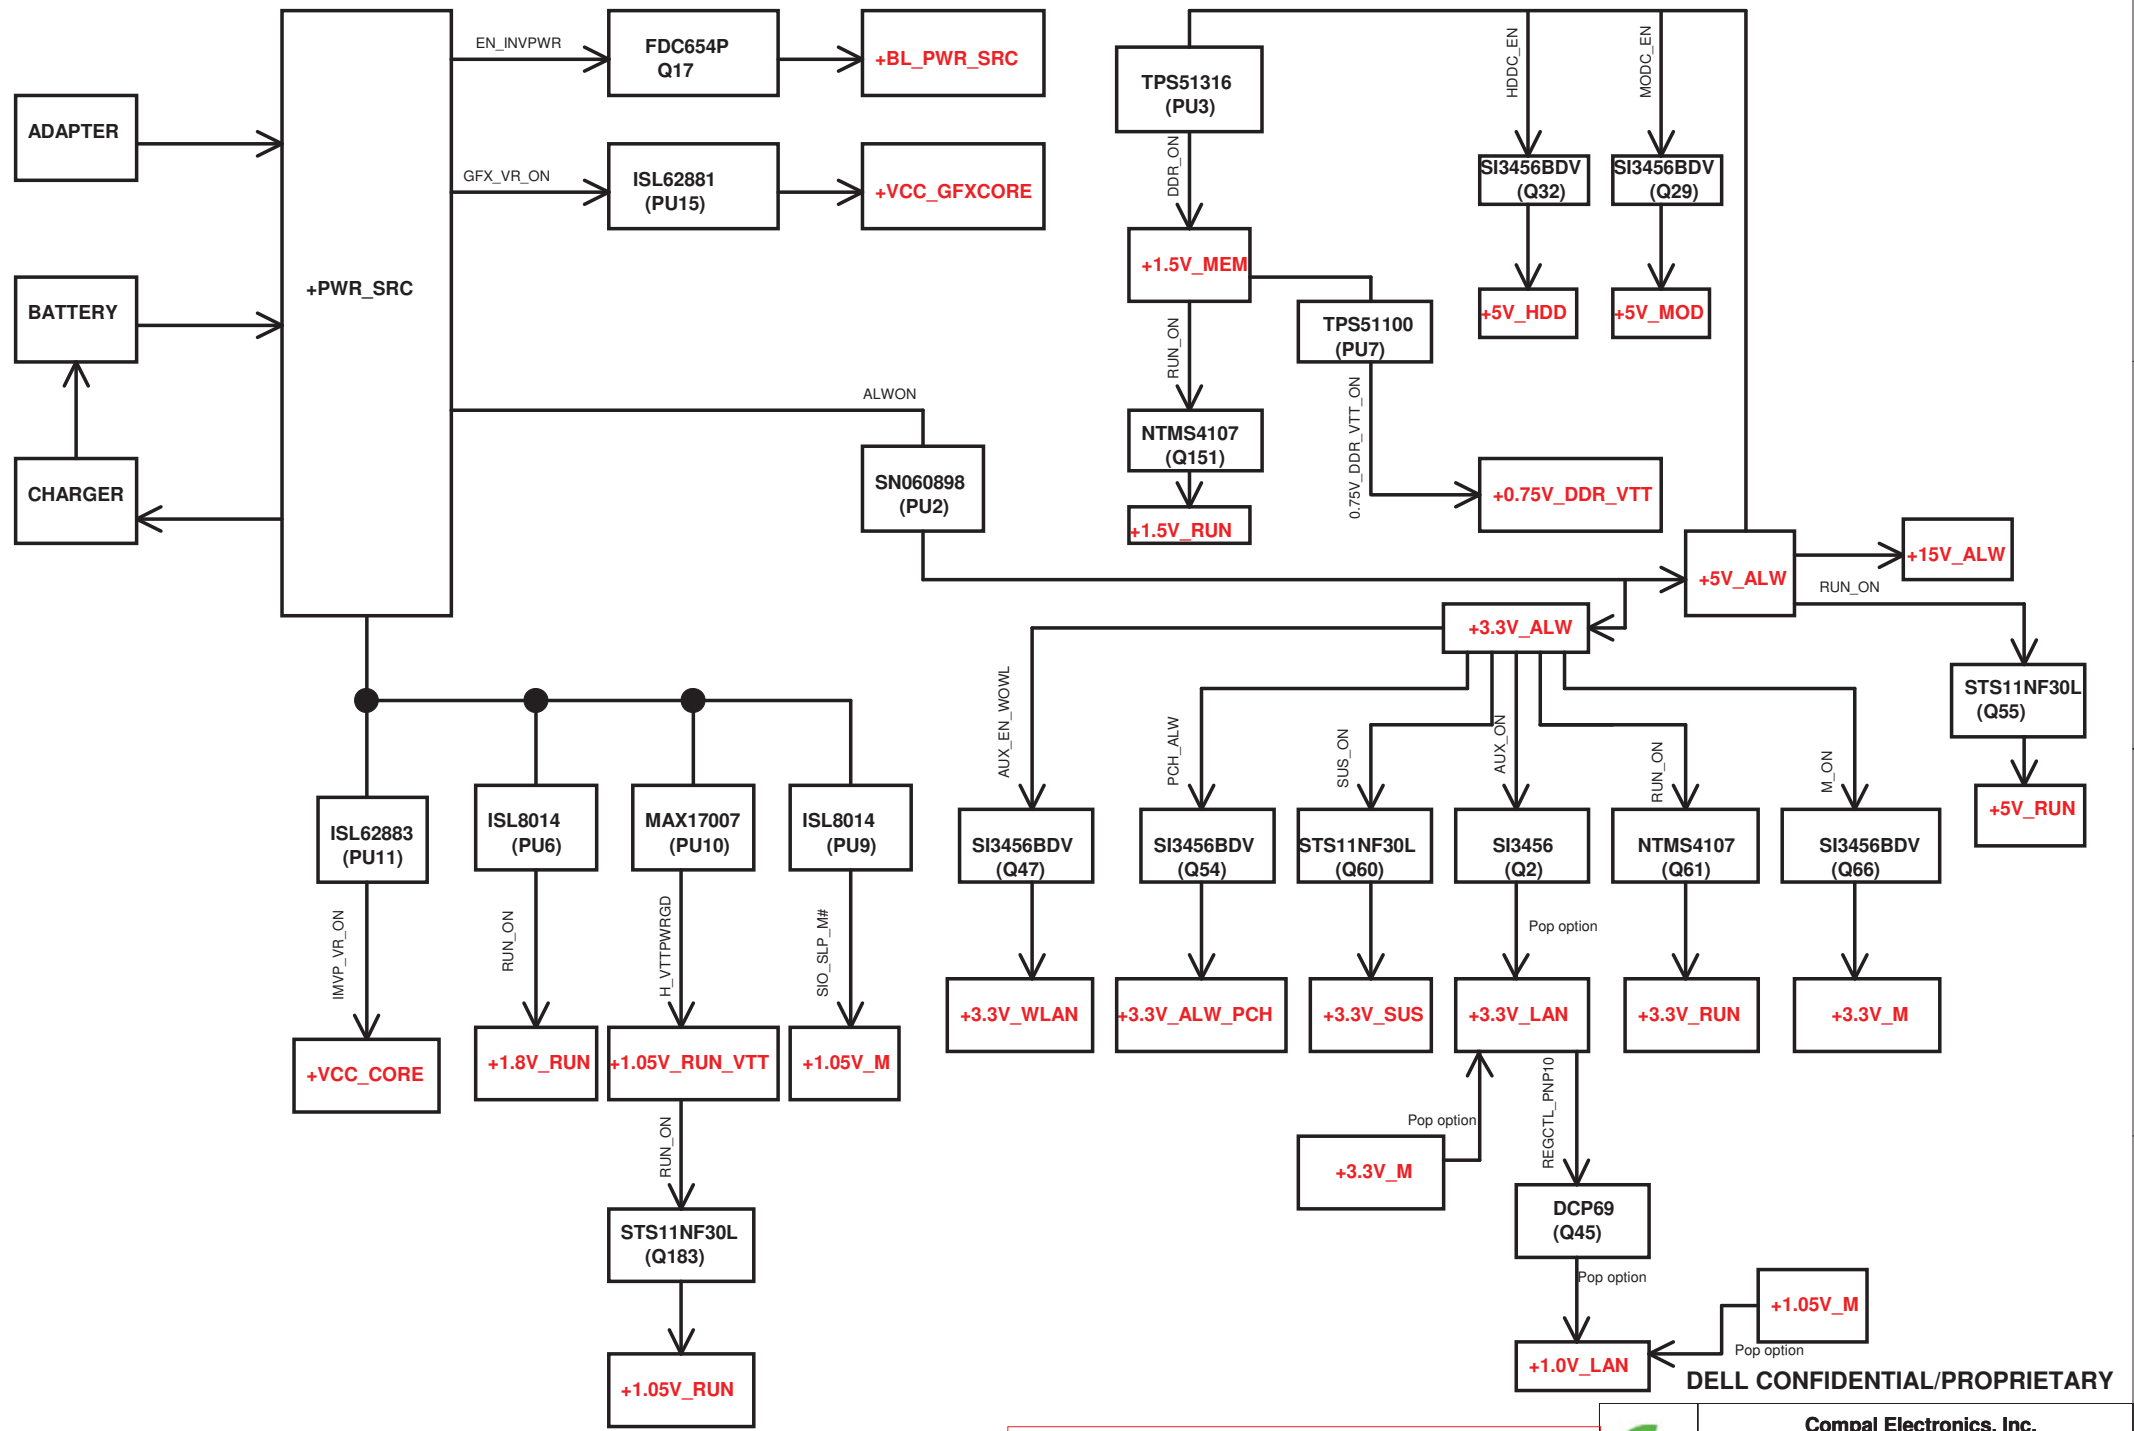 ADAPTER
BATTERY
CHARGER
+PWR_SRC
EN_INVPWR
FDC654P
Q17
+BL_PWR_SRC
GFX_VR_ON
ISL62881
(PU15)
+VCC_GFXCORE
ALWON
SN060898
(PU2)
TPS51316
(PU3)
DDR_ON
+1.5V_MEM
RUN_ON
NTMS4107
(Q151)
+1.5V_RUN
TPS51100
(PU7)
0.75V_DDR_VTT_ON
+0.75V_DDR_VTT
HDDC_EN
SI3456BDV
(Q32)
+5V_HDD
MODC_EN
SI3456BDV
(Q29)
+5V_MOD
+5V_ALW
+15V_ALW
RUN_ON
STS11NF30L
(Q55)
+5V_RUN
+3.3V_ALW
AUX_EN_WOWL
SI3456BDV
(Q47)
+3.3V_WLAN
PCH_ALW
SI3456BDV
(Q54)
+3.3V_ALW_PCH
SUS_ON
STS11NF30L
(Q60)
+3.3V_SUS
AUX_ON
SI3456
(Q2)
Pop option
+3.3V_LAN
RUN_ON
NTMS4107
(Q61)
+3.3V_RUN
M_ON
SI3456BDV
(Q66)
+3.3V_M
Pop option
+3.3V_M
REGCTL_PNP10
DCP69
(Q45)
Pop option
+1.0V_LAN
+1.05V_M
Pop option
ISL62883
(PU11)
IMVP_VR_ON
+VCC_CORE
ISL8014
(PU6)
RUN_ON
+1.8V_RUN
MAX17007
(PU10)
H_VTTPWRGD
+1.05V_RUN_VTT
RUN_ON
STS11NF30L
(Q183)
+1.05V_RUN
ISL8014
(PU9)
SIO_SLP_M#
+1.05V_M
DELL CONFIDENTIAL/PROPRIETARY
Compal Electronics, Inc.